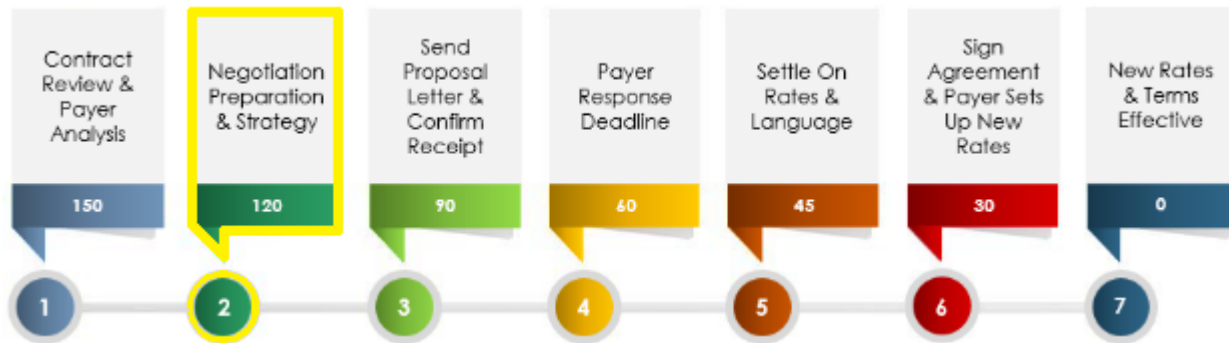 Contract
Review &
Payer
Analysis
150
1
Negotiation
Preparation
& Strategy
120
2
Send
Proposal
Letter &
Confirm
Receipt
90
3
Payer
Response
Deadline
60
4
Settle On
Rates &
Language
45
5
Sign
Agreement
& Payer Sets
Up New
Rates
30
6
New Rates
& Terms
Effective
0
7